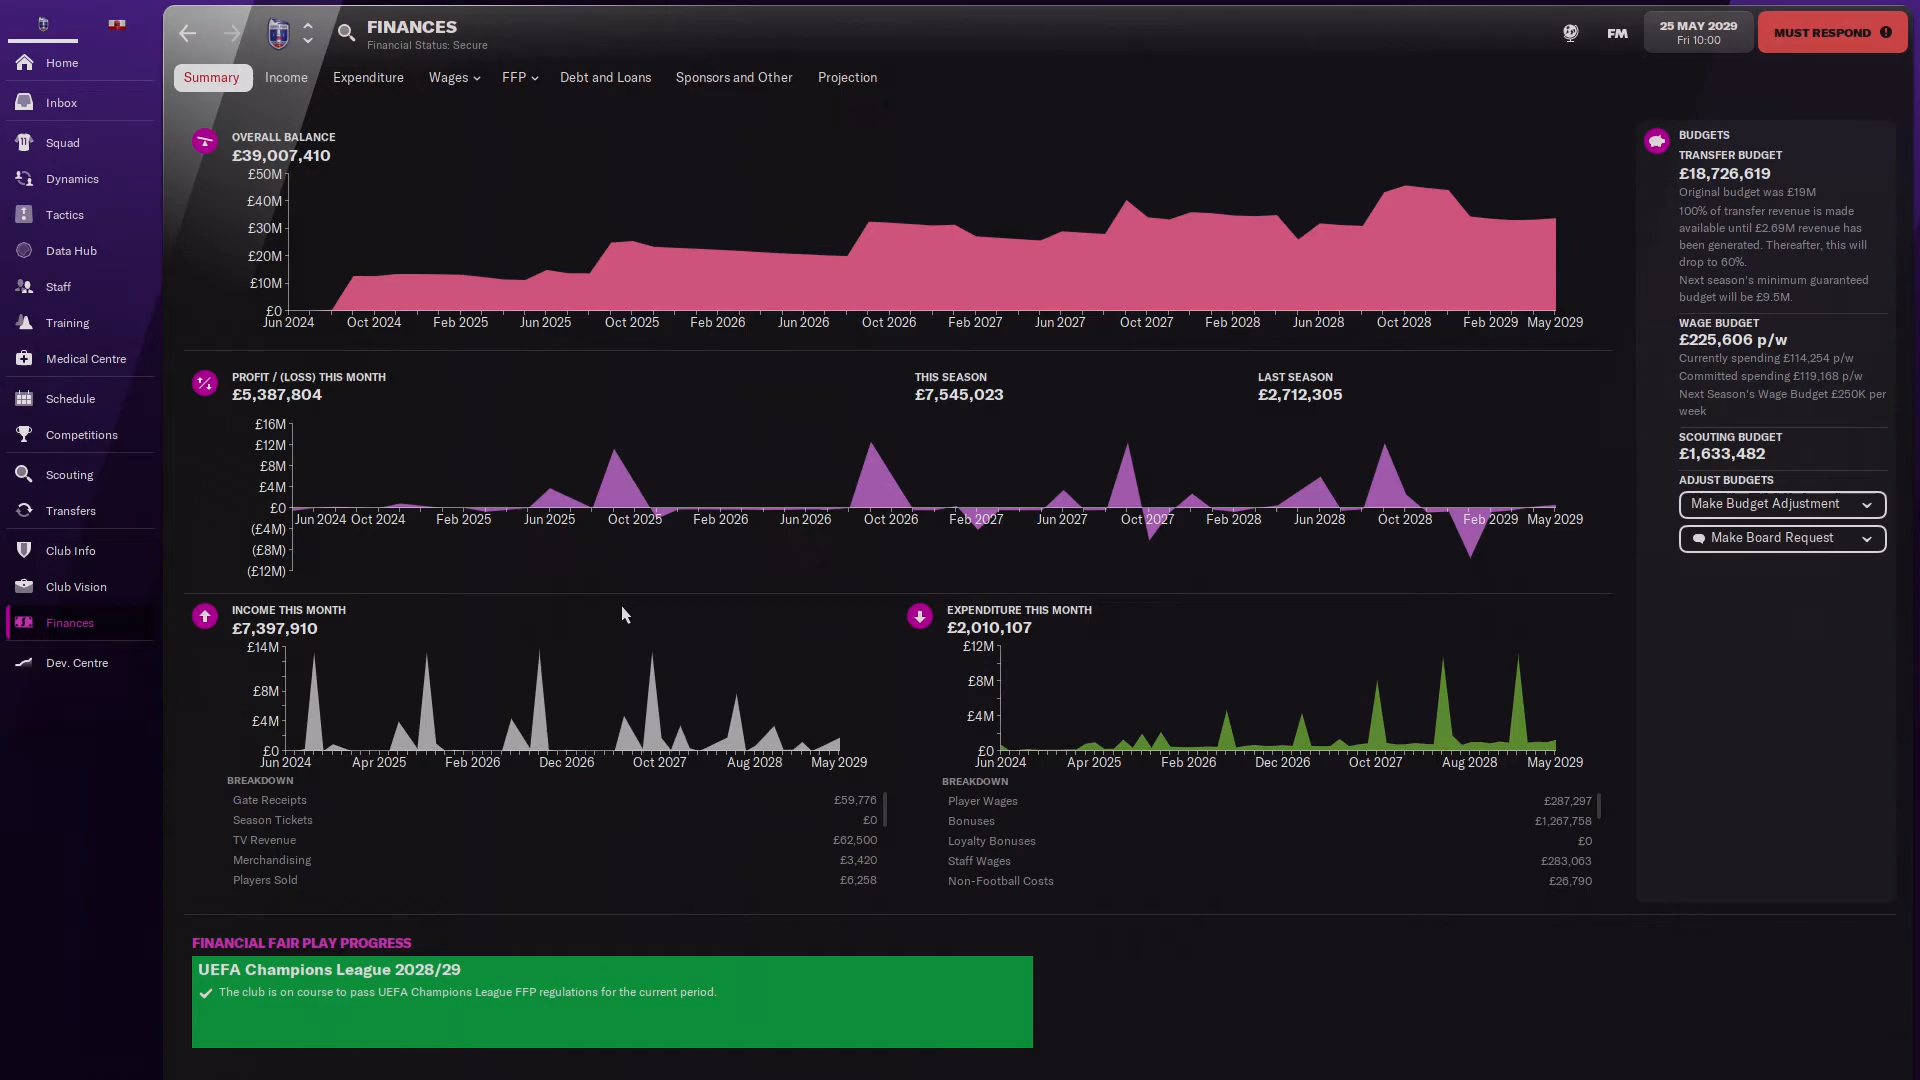 FINANCES
Financial Status: Secure
FM
25 MAY 2029
Fri 10:00
MUST RESPOND
Home
Inbox
Squad
Dynamics
Tactics
Data Hub
Staff
Training
Medical Centre
Schedule
Competitions
Scouting
Transfers
Club Info
Club Vision
Finances
Dev. Centre
Summary Income Expenditure Wages FFP Debt and Loans Sponsors and Other Projection
OVERALL BALANCE
£39,007,410
£50M
£40M
£30M
£20M
£10M
£0
Jun 2024 Oct 2024 Feb 2025 Jun 2025 Oct 2025 Feb 2026 Jun 2026 Oct 2026 Feb 2027 Jun 2027 Oct 2027 Feb 2028 Jun 2028 Oct 2028 Feb 2029 May 2029
PROFIT / (LOSS) THIS MONTH
£5,387,804
THIS SEASON
£7,545,023
LAST SEASON
£2,712,305
£16M
£12M
£8M
£4M
£0
(£4M)
(£8M)
(£12M)
Jun 2024 Oct 2024 Feb 2025 Jun 2025 Oct 2025 Feb 2026 Jun 2026 Oct 2026 Feb 2027 Jun 2027 Oct 2027 Feb 2028 Jun 2028 Oct 2028 Feb 2029 May 2029
INCOME THIS MONTH
£7,397,910
£14M
£8M
£4M
£0
Jun 2024 Apr 2025 Feb 2026 Dec 2026 Oct 2027 Aug 2028 May 2029
BREAKDOWN
Gate Receipts £59,776
Season Tickets £0
TV Revenue £62,500
Merchandising £3,420
Players Sold £6,258
EXPENDITURE THIS MONTH
£2,010,107
£12M
£8M
£4M
£0
Jun 2024 Apr 2025 Feb 2026 Dec 2026 Oct 2027 Aug 2028 May 2029
BREAKDOWN
Player Wages £287,297
Bonuses £1,267,758
Loyalty Bonuses £0
Staff Wages £283,063
Non-Football Costs £26,790
FINANCIAL FAIR PLAY PROGRESS
UEFA Champions League 2028/29
The club is on course to pass UEFA Champions League FFP regulations for the current period.
BUDGETS
TRANSFER BUDGET
£18,726,619
Original budget was £19M
100% of transfer revenue is made
available until £2.69M revenue has
been generated. Thereafter, this will
drop to 60%.
Next season's minimum guaranteed
budget will be £9.5M.
WAGE BUDGET
£225,606 p/w
Currently spending £114,254 p/w
Committed spending £119,168 p/w
Next Season's Wage Budget £250K per
week
SCOUTING BUDGET
£1,633,482
ADJUST BUDGETS
Make Budget Adjustment
Make Board Request